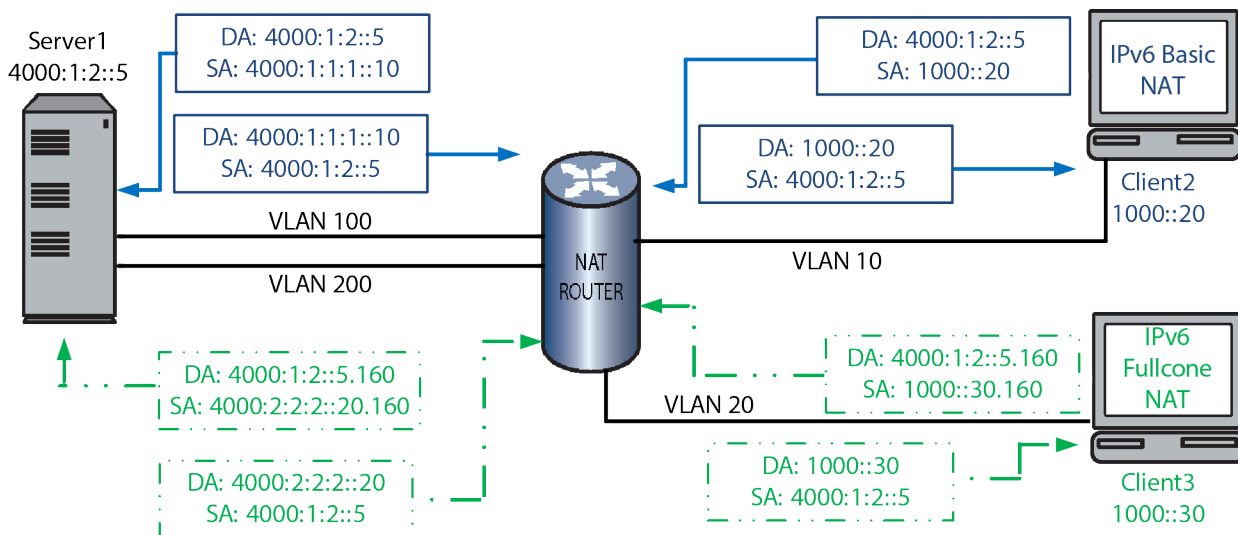 Server1
4000:1:2::5
DA: 4000:1:2::5
SA: 4000:1:1:1::10
DA: 4000:1:1:1::10
SA: 4000:1:2::5
DA: 4000:1:2::5
SA: 1000::20
DA: 1000::20
SA: 4000:1:2::5
IPv6 Basic
NAT
Client2
1000::20
VLAN 100
VLAN 200
NAT
ROUTER
VLAN 10
VLAN 20
DA: 4000:1:2::5.160
SA: 4000:2:2:2::20.160
DA: 4000:2:2:2::20
SA: 4000:1:2::5
DA: 4000:1:2::5.160
SA: 1000::30.160
DA: 1000::30
SA: 4000:1:2::5
IPv6
Fullcone
NAT
Client3
1000::30